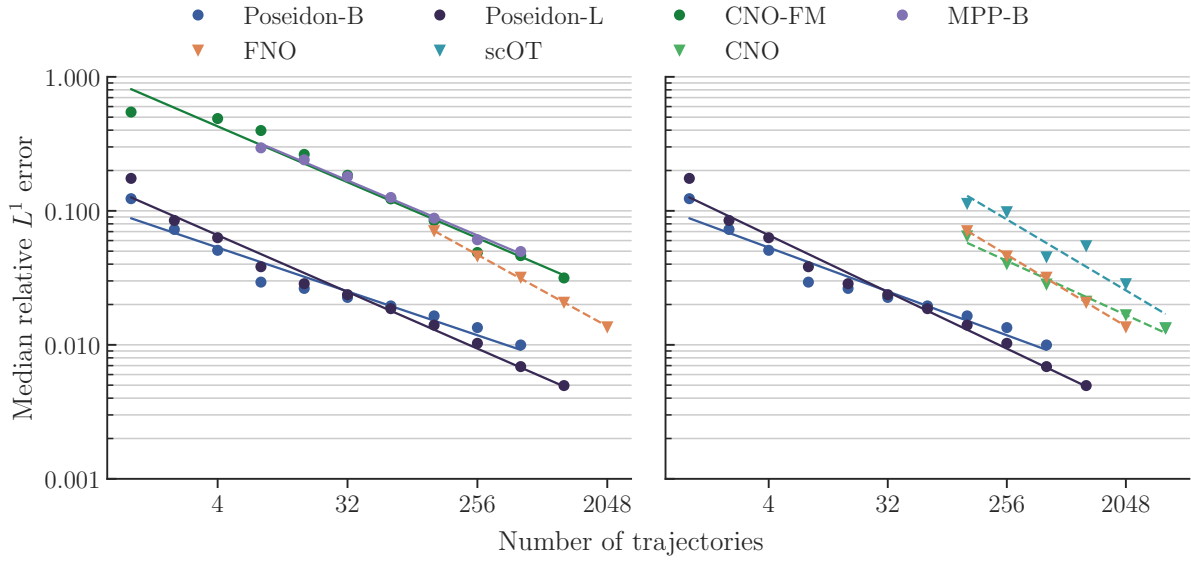 Poseidon-B Poseidon-L CNO-FM MPP-B
FNO scOT CNO
Median relative L¹ error
1.000
0.100
0.010
0.001
4 32 256 2048
4 32 256 2048
Number of trajectories